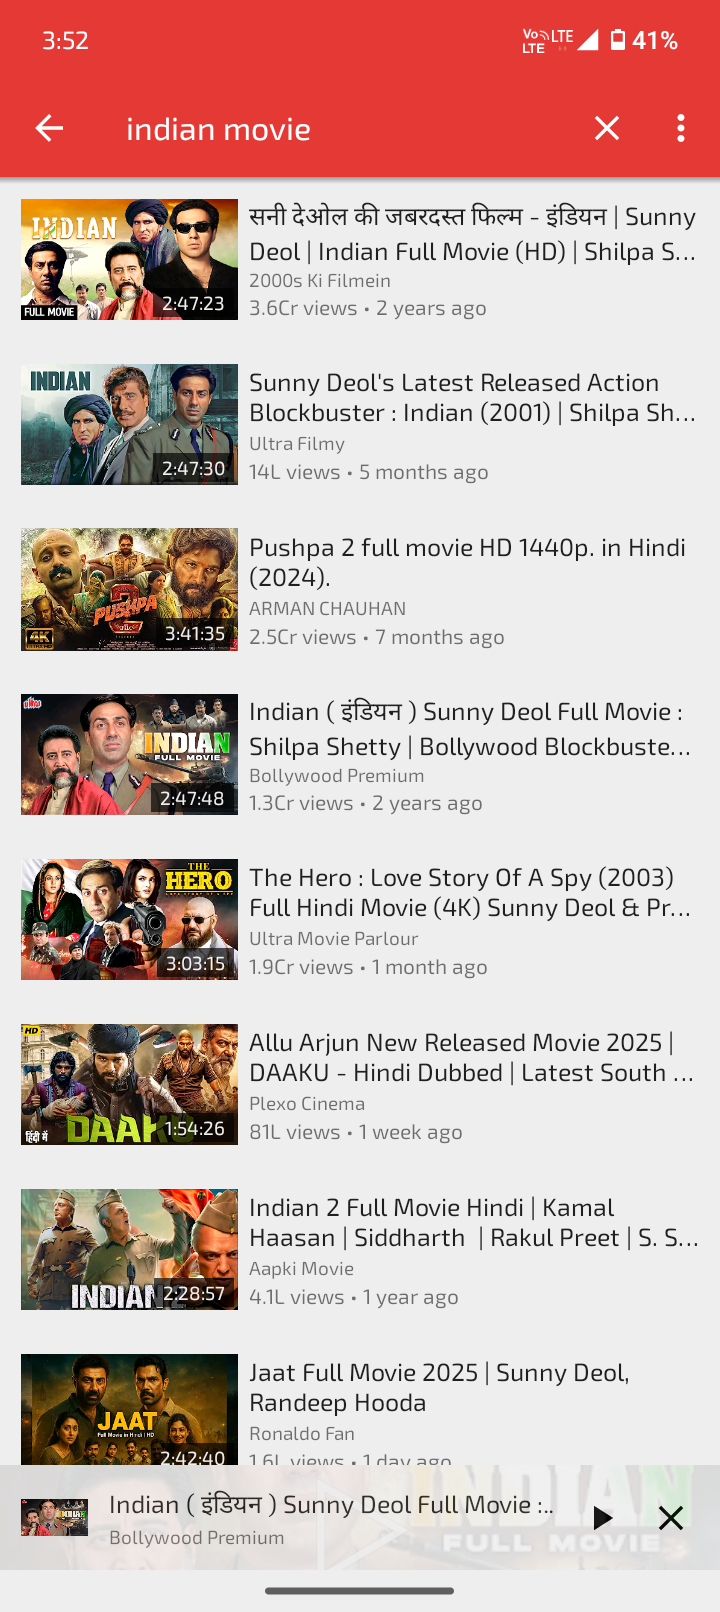 3:52
Vo LTE
LTE
41%
indian movie
INDIAN
FULL MOVIE
2:47:23
सनी देओल की जबरदस्त फिल्म - इंडियन | Sunny
Deol | Indian Full Movie (HD) | Shilpa S...
2000s Ki Filmein
3.6Cr views • 2 years ago
INDIAN
2:47:30
Sunny Deol's Latest Released Action
Blockbuster : Indian (2001) | Shilpa Sh...
Ultra Filmy
14L views • 5 months ago
PUSHPA
2
4K
3:41:35
Pushpa 2 full movie HD 1440p. in Hindi
(2024).
ARMAN CHAUHAN
2.5Cr views • 7 months ago
INDIAN
FULL MOVIE
2:47:48
Indian ( इंडियन ) Sunny Deol Full Movie :
Shilpa Shetty | Bollywood Blockbuste...
Bollywood Premium
1.3Cr views • 2 years ago
THE
HERO
3:03:15
The Hero : Love Story Of A Spy (2003)
Full Hindi Movie (4K) Sunny Deol & Pr...
Ultra Movie Parlour
1.9Cr views • 1 month ago
HD
हिंदी में
DAAKU
1:54:26
Allu Arjun New Released Movie 2025 |
DAAKU - Hindi Dubbed | Latest South ...
Plexo Cinema
81L views • 1 week ago
INDIAN
2:28:57
Indian 2 Full Movie Hindi | Kamal
Haasan | Siddharth | Rakul Preet | S. S...
Aapki Movie
4.1L views • 1 year ago
JAAT
Full Movie in Hindi | HD
2:42:40
Jaat Full Movie 2025 | Sunny Deol,
Randeep Hooda
Ronaldo Fan
1.6L views • 1 day ago
Indian ( इंडियन ) Sunny Deol Full Movie :..
Bollywood Premium
INDIAN
FULL MOVIE